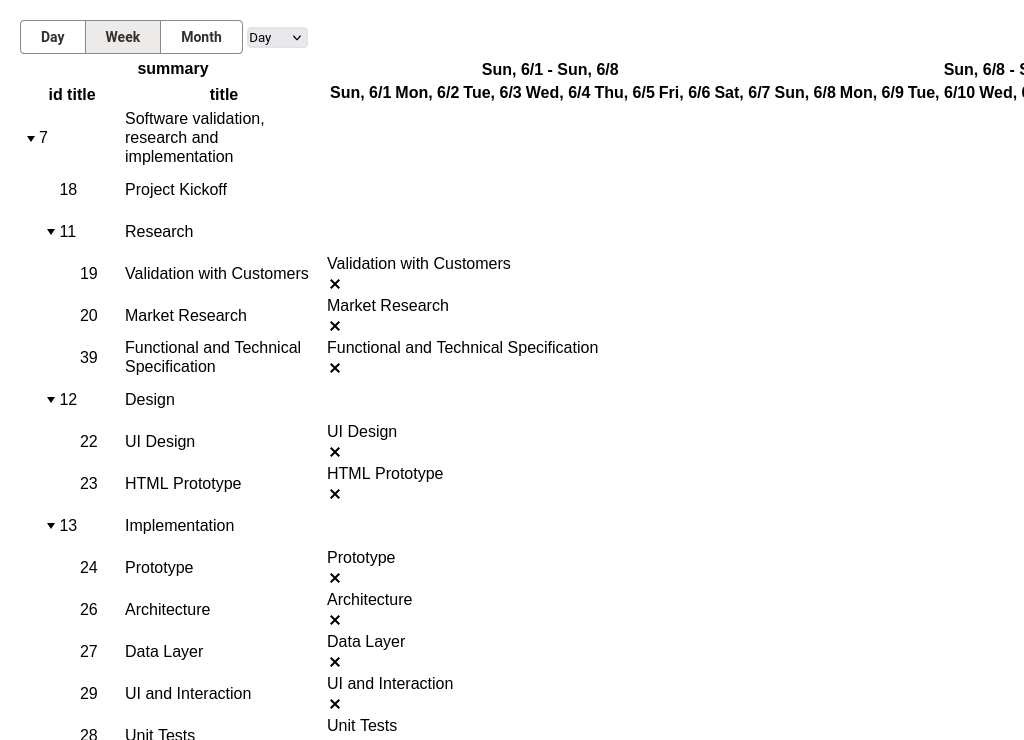 Day Week Month Day
summary Sun, 6/1 - Sun, 6/8 Sun, 6/8 -
id title title Sun, 6/1 Mon, 6/2 Tue, 6/3 Wed, 6/4 Thu, 6/5 Fri, 6/6 Sat, 6/7 Sun, 6/8 Mon, 6/9 Tue, 6/10 Wed,
7 Software validation,
research and
implementation
18 Project Kickoff
11 Research
19 Validation with Customers Validation with Customers
20 Market Research Market Research
39 Functional and Technical Functional and Technical Specification
Specification
12 Design
22 UI Design UI Design
23 HTML Prototype HTML Prototype
13 Implementation
24 Prototype Prototype
26 Architecture Architecture
27 Data Layer Data Layer
29 UI and Interaction UI and Interaction
28 Unit Tests Unit Tests